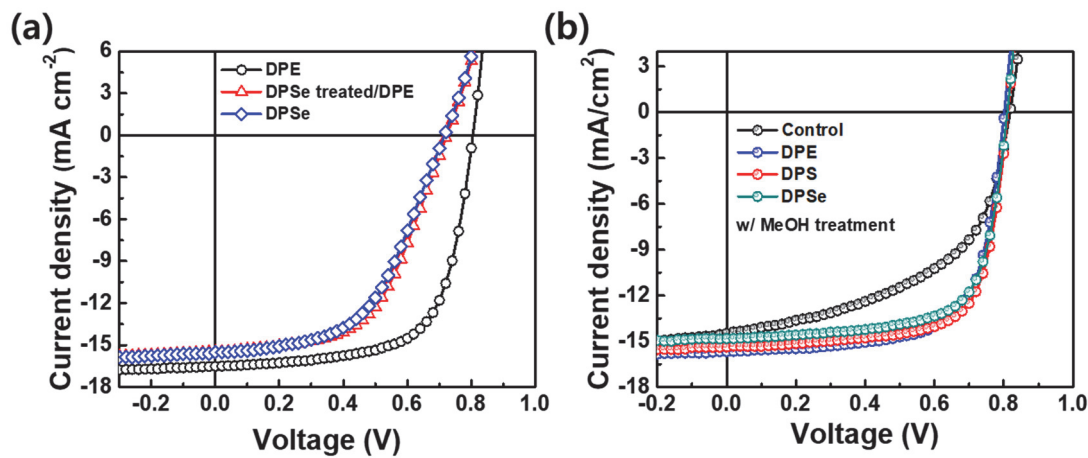 (a)
Current density (mA cm⁻²)
6
3
0
-3
-6
-9
-12
-15
-18
DPE
DPSe treated/DPE
DPSe
-0.2 0.0 0.2 0.4 0.6 0.8 1.0
Voltage (V)
(b)
Current density (mA/cm²)
3
0
-3
-6
-9
-12
-15
-18
Control
DPE
DPS
DPSe
w/ MeOH treatment
-0.2 0.0 0.2 0.4 0.6 0.8 1.0
Voltage (V)